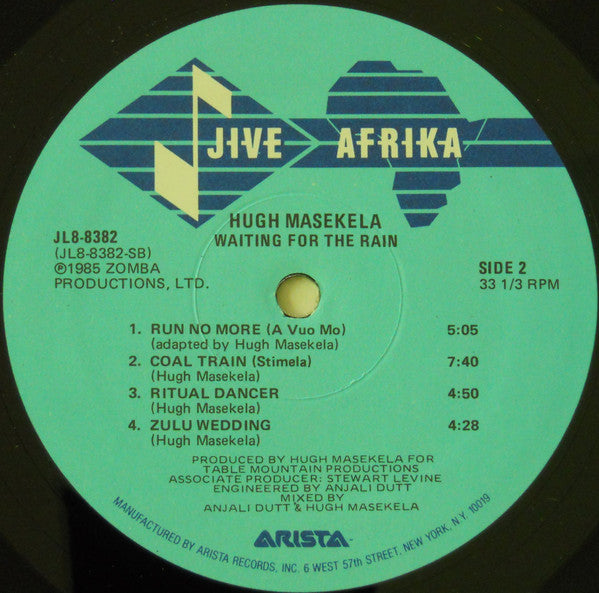 JIVE AFRIKA
HUGH MASEKELA
WAITING FOR THE RAIN
JL8-8382
(JL8-8382-SB)
℗1985 ZOMBA
PRODUCTIONS, LTD.
SIDE 2
33 1/3 RPM
1. RUN NO MORE (A Vuo Mo) 5:05
(adapted by Hugh Masekela)
2. COAL TRAIN (Stimela) 7:40
(Hugh Masekela)
3. RITUAL DANCER 4:50
(Hugh Masekela)
4. ZULU WEDDING 4:28
(Hugh Masekela)
PRODUCED BY HUGH MASEKELA FOR
TABLE MOUNTAIN PRODUCTIONS
ASSOCIATE PRODUCER: STEWART LEVINE
ENGINEERED BY ANJALI DUTT
MIXED BY
ANJALI DUTT & HUGH MASEKELA
ARISTA
MANUFACTURED BY ARISTA RECORDS, INC. 6 WEST 57th STREET, NEW YORK, N.Y. 10019